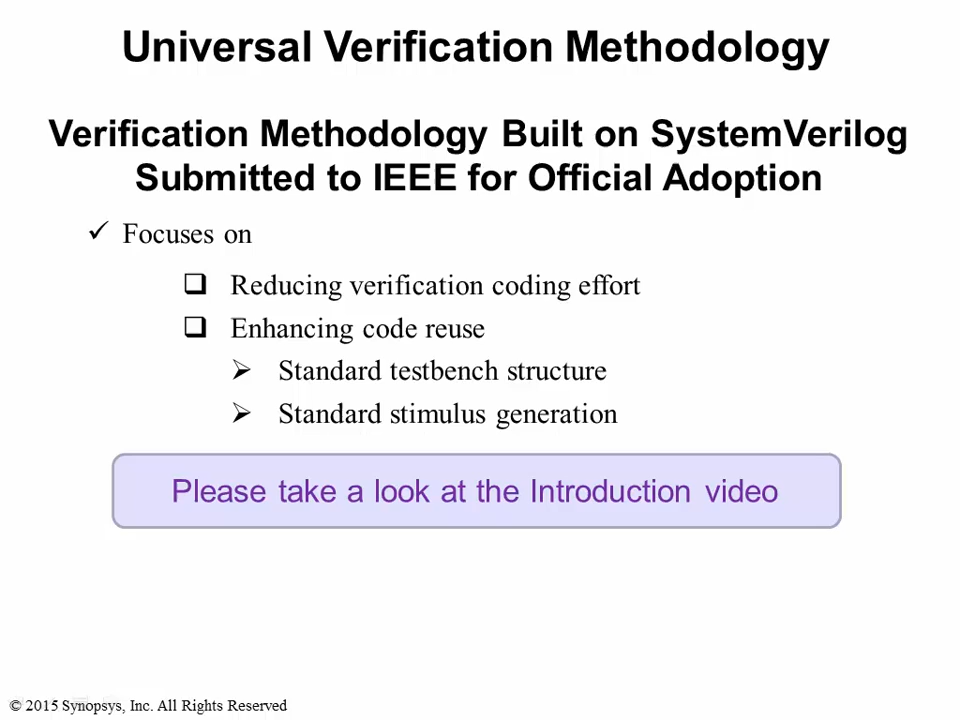 Universal Verification Methodology
Verification Methodology Built on SystemVerilog
Submitted to IEEE for Official Adoption
✓ Focuses on
❑ Reducing verification coding effort
❑ Enhancing code reuse
➢ Standard testbench structure
➢ Standard stimulus generation
Please take a look at the Introduction video
© 2015 Synopsys, Inc. All Rights Reserved